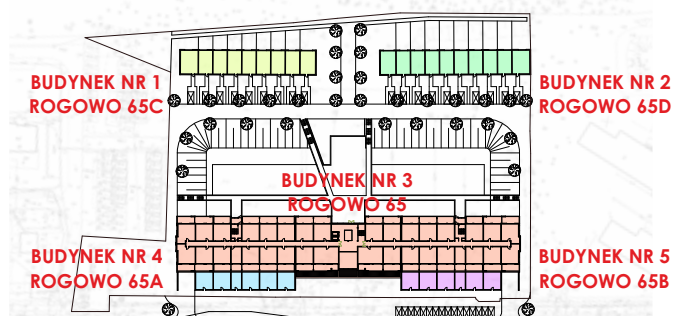 BUDYNEK NR 1
ROGOWO 65C
BUDYNEK NR 2
ROGOWO 65D
BUDYNEK NR 3
ROGOWO 65
BUDYNEK NR 4
ROGOWO 65A
BUDYNEK NR 5
ROGOWO 65B